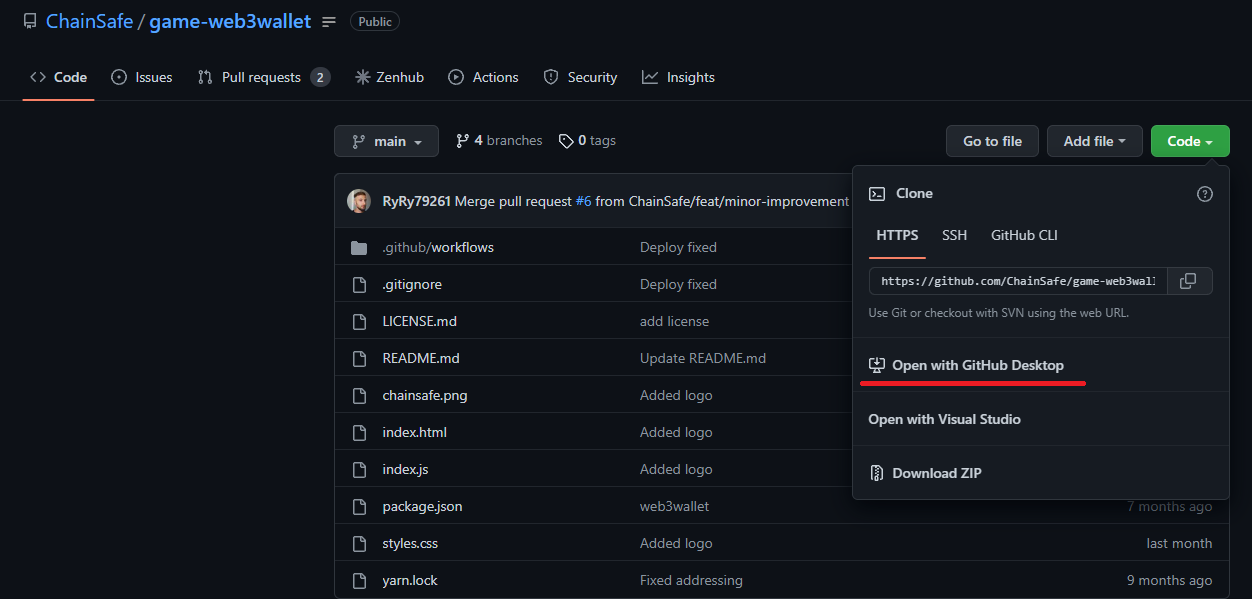 ChainSafe / game-web3wallet Public
Code Issues Pull requests 2 Zenhub Actions Security Insights
main 4 branches 0 tags Go to file Add file Code
RyRy79261 Merge pull request #6 from ChainSafe/feat/minor-improvement
.github/workflows Deploy fixed
.gitignore Deploy fixed
LICENSE.md add license
README.md Update README.md
chainsafe.png Added logo
index.html Added logo
index.js Added logo
package.json web3wallet 7 months ago
styles.css Added logo last month
yarn.lock Fixed addressing 9 months ago
Clone
HTTPS SSH GitHub CLI
https://github.com/ChainSafe/game-web3wall
Use Git or checkout with SVN using the web URL.
Open with GitHub Desktop
Open with Visual Studio
Download ZIP